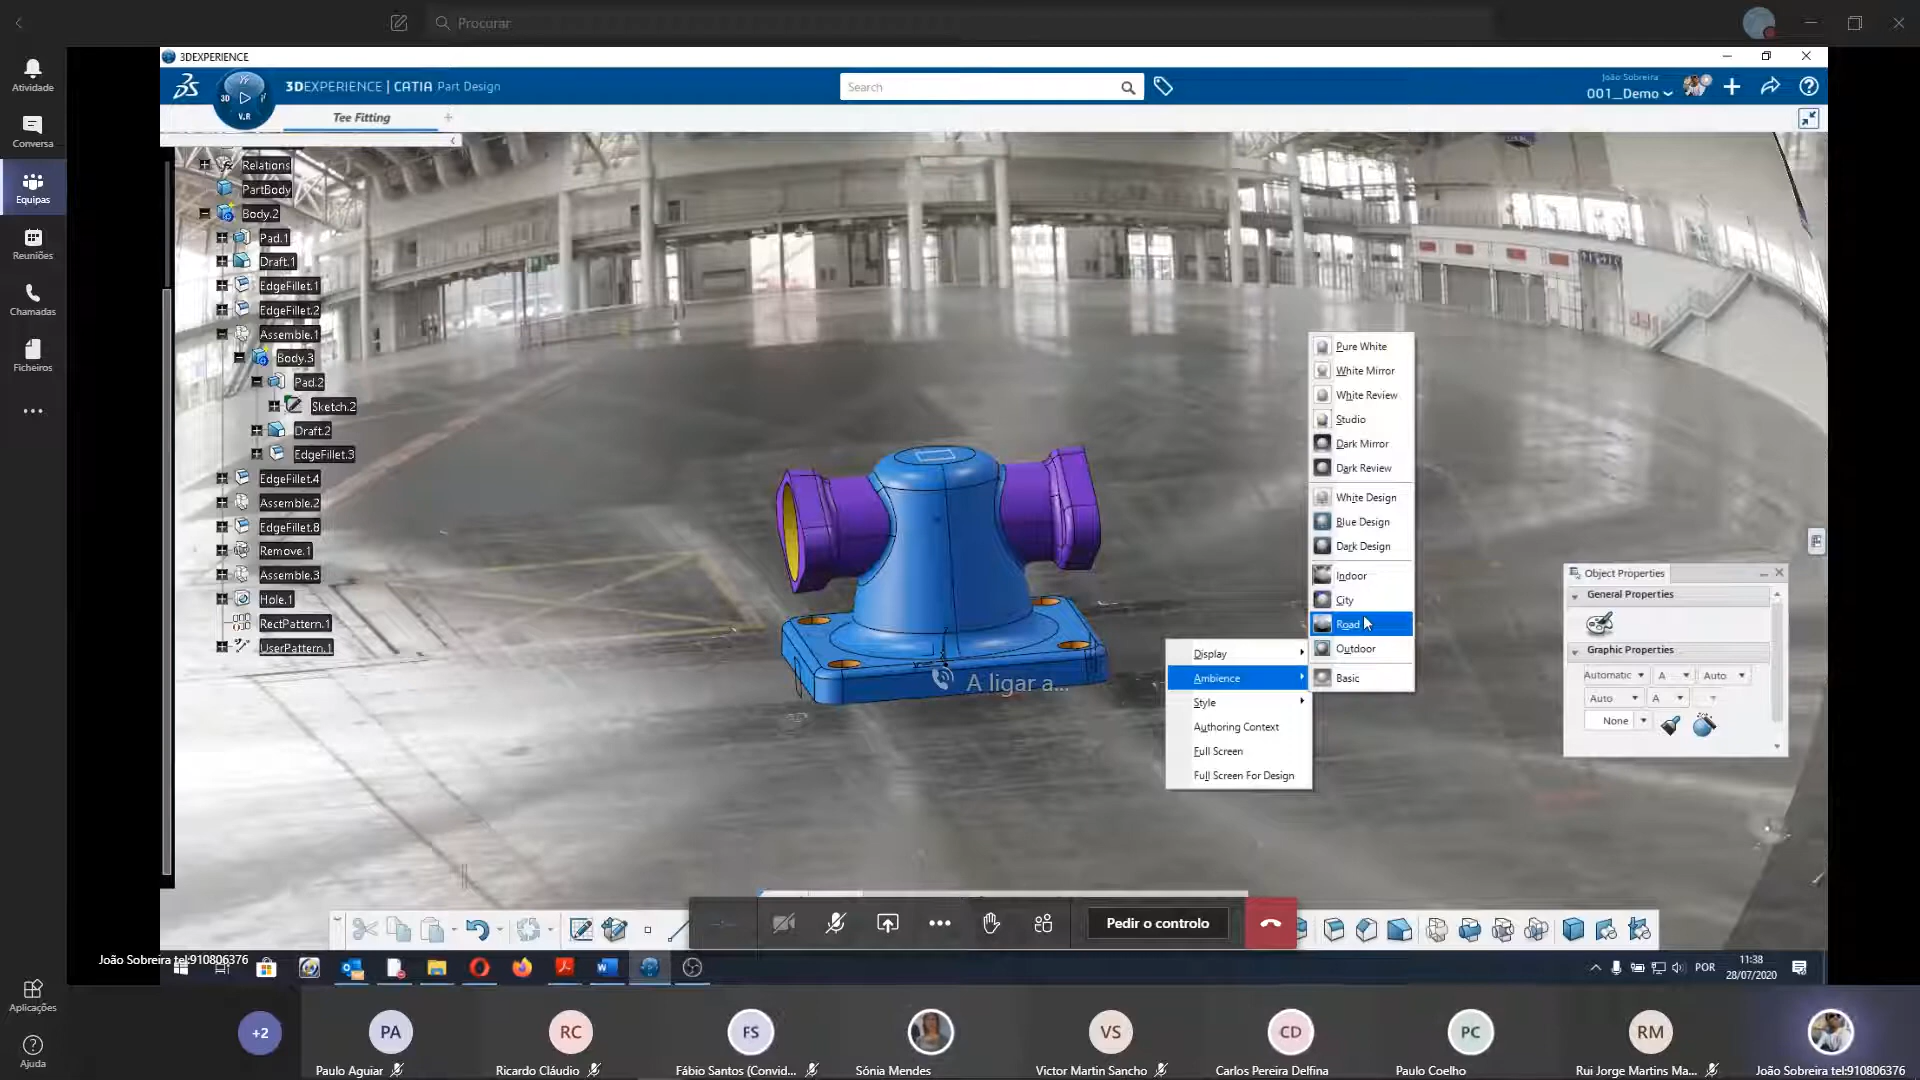 Procurar
Atividade
Conversa
Equipas
Reuniões
Chamadas
Ficheiros
Aplicações
Ajuda
3DEXPERIENCE
3DEXPERIENCE | CATIA Part Design
3D
V.R
Search
João Sobreira
001_Demo
Tee Fitting
Relations
PartBody
Body.2
Pad.1
Draft.1
EdgeFillet.1
EdgeFillet.2
Assemble.1
Body.3
Pad.2
Sketch.2
Draft.2
EdgeFillet.3
EdgeFillet.4
Assemble.2
EdgeFillet.8
Remove.1
Assemble.3
Hole.1
RectPattern.1
UserPattern.1
A ligar a...
Display
Ambience
Style
Authoring Context
Full Screen
Full Screen For Design
Pure White
White Mirror
White Review
Studio
Dark Mirror
Dark Review
White Design
Blue Design
Dark Design
Indoor
City
Road
Outdoor
Basic
Object Properties
General Properties
Graphic Properties
Automatic A Auto
Auto A
None
Pedir o controlo
João Sobreira tel:910806376
POR
11:38
28/07/2020
+2
PA
Paulo Aguiar
RC
Ricardo Cláudio
FS
Fábio Santos (Convid...
Sónia Mendes
VS
Victor Martin Sancho
CD
Carlos Pereira Delfina
PC
Paulo Coelho
RM
Rui Jorge Martins Ma...
João Sobreira tel:910806376